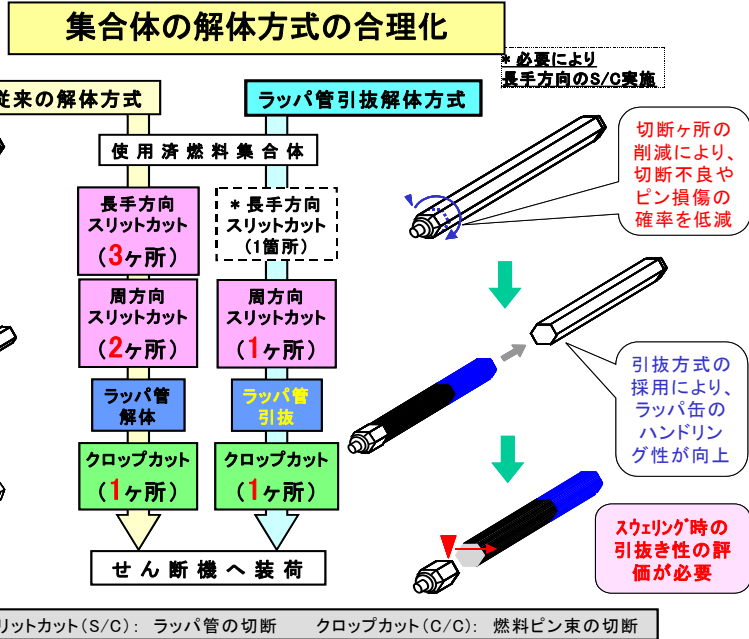 集合体の解体方式の合理化
* 必要により
長手方向のS/C実施
従来の解体方式
ラッパ管引抜解体方式
使用済燃料集合体
長手方向
スリットカット
(3ヶ所)
* 長手方向
スリットカット
(1箇所)
周方向
スリットカット
(2ヶ所)
周方向
スリットカット
(1ヶ所)
ラッパ管
解体
ラッパ管
引抜
クロップカット
(1ヶ所)
クロップカット
(1ヶ所)
せん断機へ装荷
切断ヶ所の
削減により、
切断不良や
ピン損傷の
確率を低減
引抜方式の
採用により、
ラッパ缶の
ハンドリン
グ性が向上
スウェリング時の
引抜き性の評
価が必要
リットカット(S/C): ラッパ管の切断 クロップカット(C/C): 燃料ピン束の切断